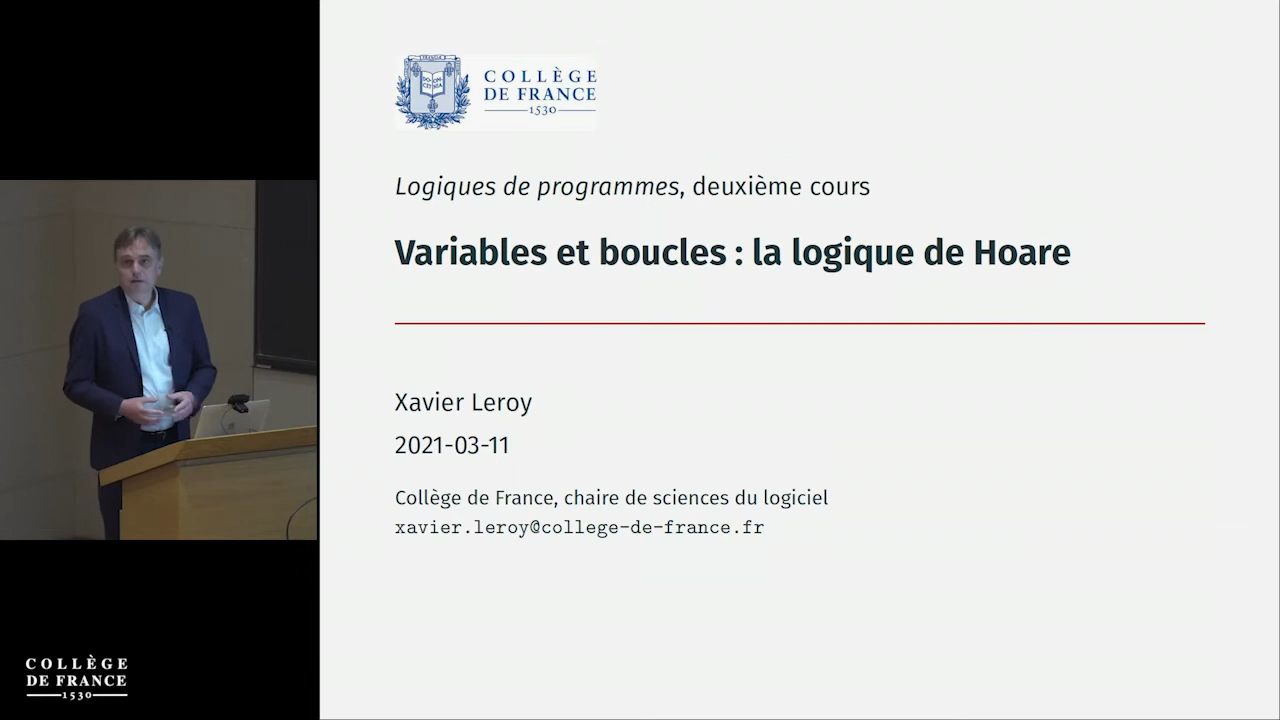 COLLÈGE
DE FRANCE
1530
Logiques de programmes, deuxième cours
Variables et boucles : la logique de Hoare
Xavier Leroy
2021-03-11
Collège de France, chaire de sciences du logiciel
xavier.leroy@college-de-france.fr
COLLÈGE
DE FRANCE
1530